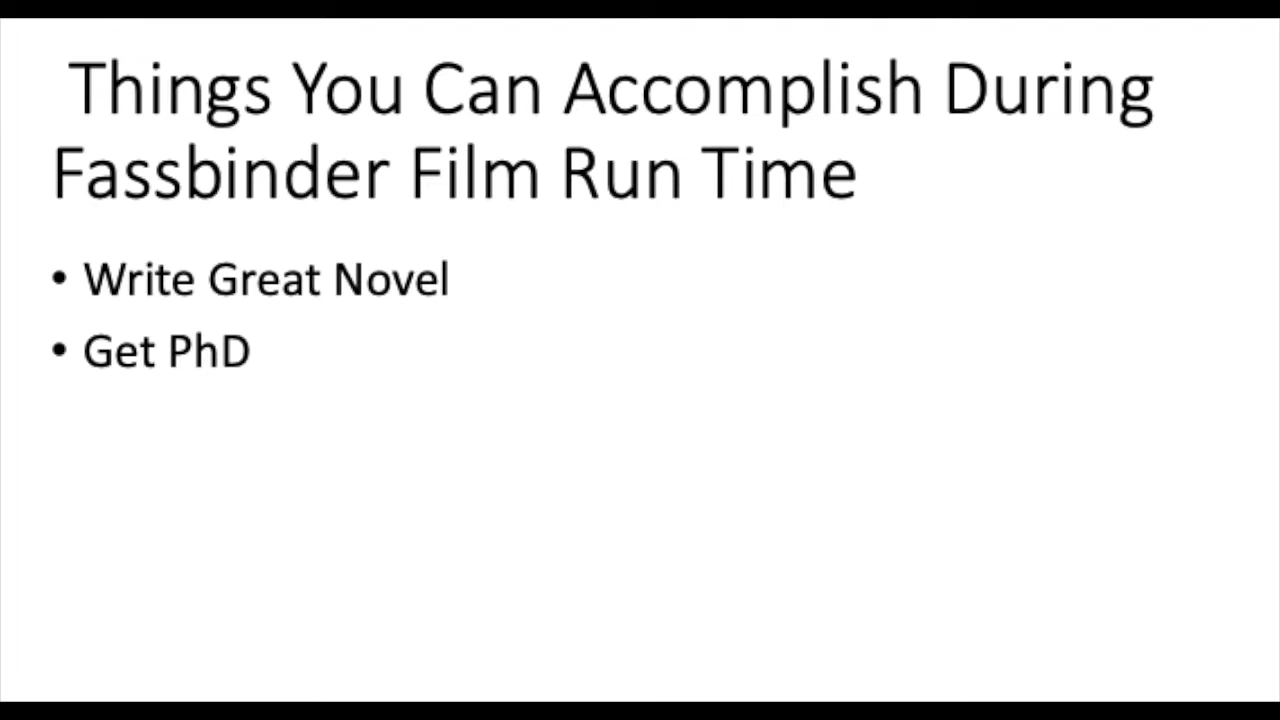 Things You Can Accomplish During
Fassbinder Film Run Time
• Write Great Novel
• Get PhD